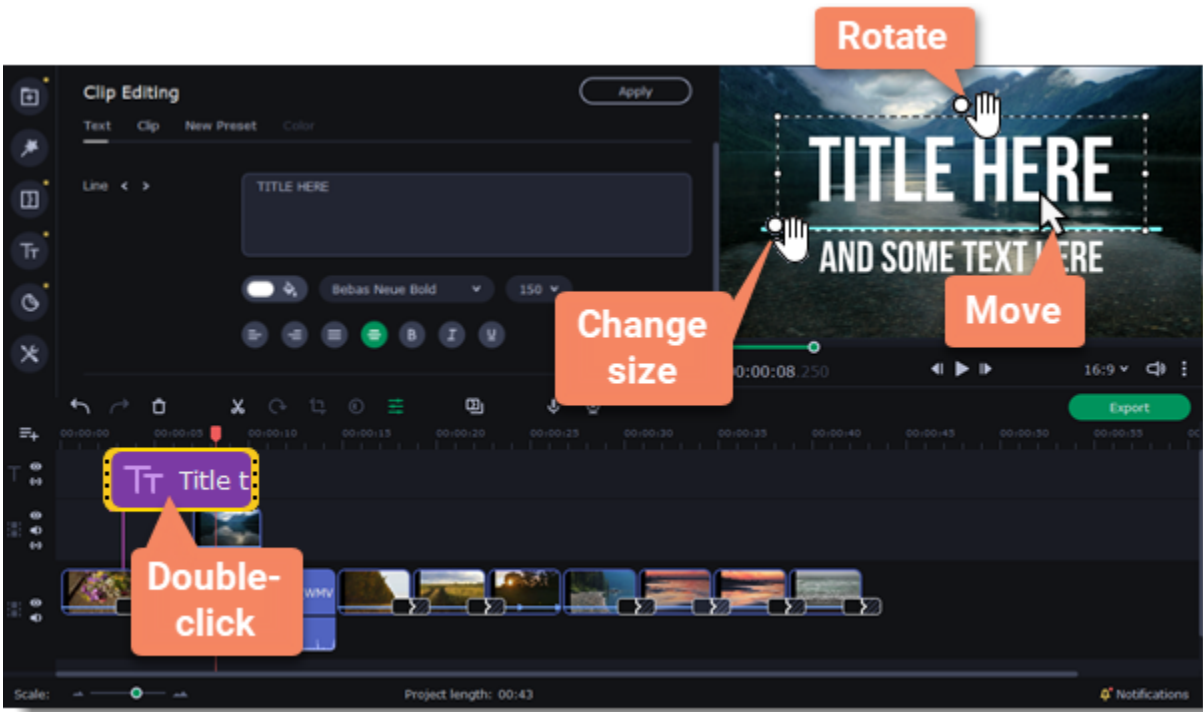 Rotate
Clip Editing
Apply
Text Clip New Preset Color
Line < >
TITLE HERE
Bebas Neue Bold
150
B I U
TITLE HERE
AND SOME TEXT HERE
Change
size
Move
00:00:08.250
16:9
Export
00:00:00 00:00:05 00:00:10 00:00:15 00:00:20 00:00:25 00:00:30 00:00:35 00:00:40 00:00:45 00:00:50 00:00:55
Tt Title t
Double-
click
WMV
Scale:
Project length: 00:43
Notifications